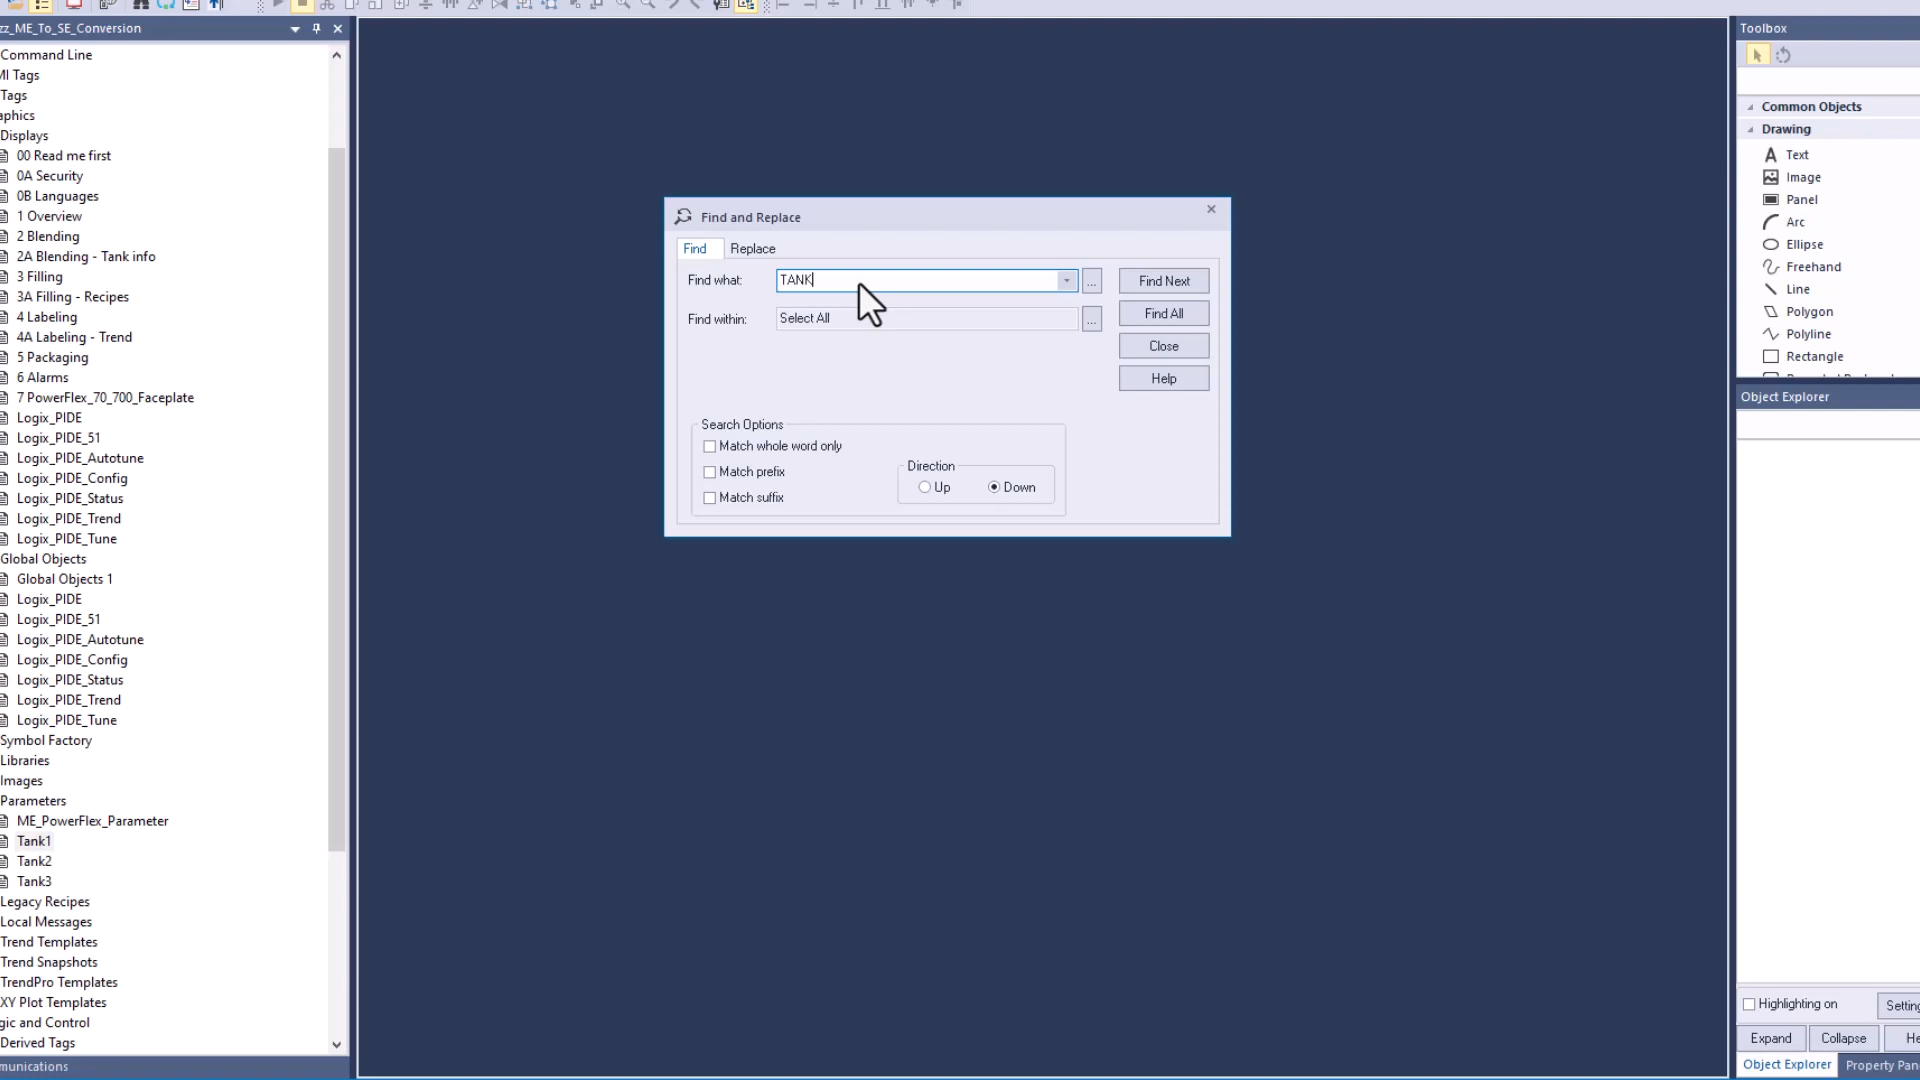 zz_ME_To_SE_Conversion
Command Line
MI Tags
Tags
aphics
Displays
00 Read me first
0A Security
0B Languages
1 Overview
2 Blending
2A Blending - Tank info
3 Filling
3A Filling - Recipes
4 Labeling
4A Labeling - Trend
5 Packaging
6 Alarms
7 PowerFlex_70_700_Faceplate
Logix_PIDE
Logix_PIDE_51
Logix_PIDE_Autotune
Logix_PIDE_Config
Logix_PIDE_Status
Logix_PIDE_Trend
Logix_PIDE_Tune
Global Objects
Global Objects 1
Logix_PIDE
Logix_PIDE_51
Logix_PIDE_Autotune
Logix_PIDE_Config
Logix_PIDE_Status
Logix_PIDE_Trend
Logix_PIDE_Tune
Symbol Factory
Libraries
Images
Parameters
ME_PowerFlex_Parameter
Tank1
Tank2
Tank3
Legacy Recipes
Local Messages
Trend Templates
Trend Snapshots
TrendPro Templates
XY Plot Templates
gic and Control
Derived Tags
munications
Find and Replace
Find Replace
Find what: TANK ... Find Next
Find within: Select All ... Find All
Close
Help
Search Options
Match whole word only
Match prefix
Match suffix
Direction
Up Down
Toolbox
Common Objects
Drawing
Text
Image
Panel
Arc
Ellipse
Freehand
Line
Polygon
Polyline
Rectangle
Object Explorer
Highlighting on Setting
Expand Collapse He
Object Explorer Property Pan